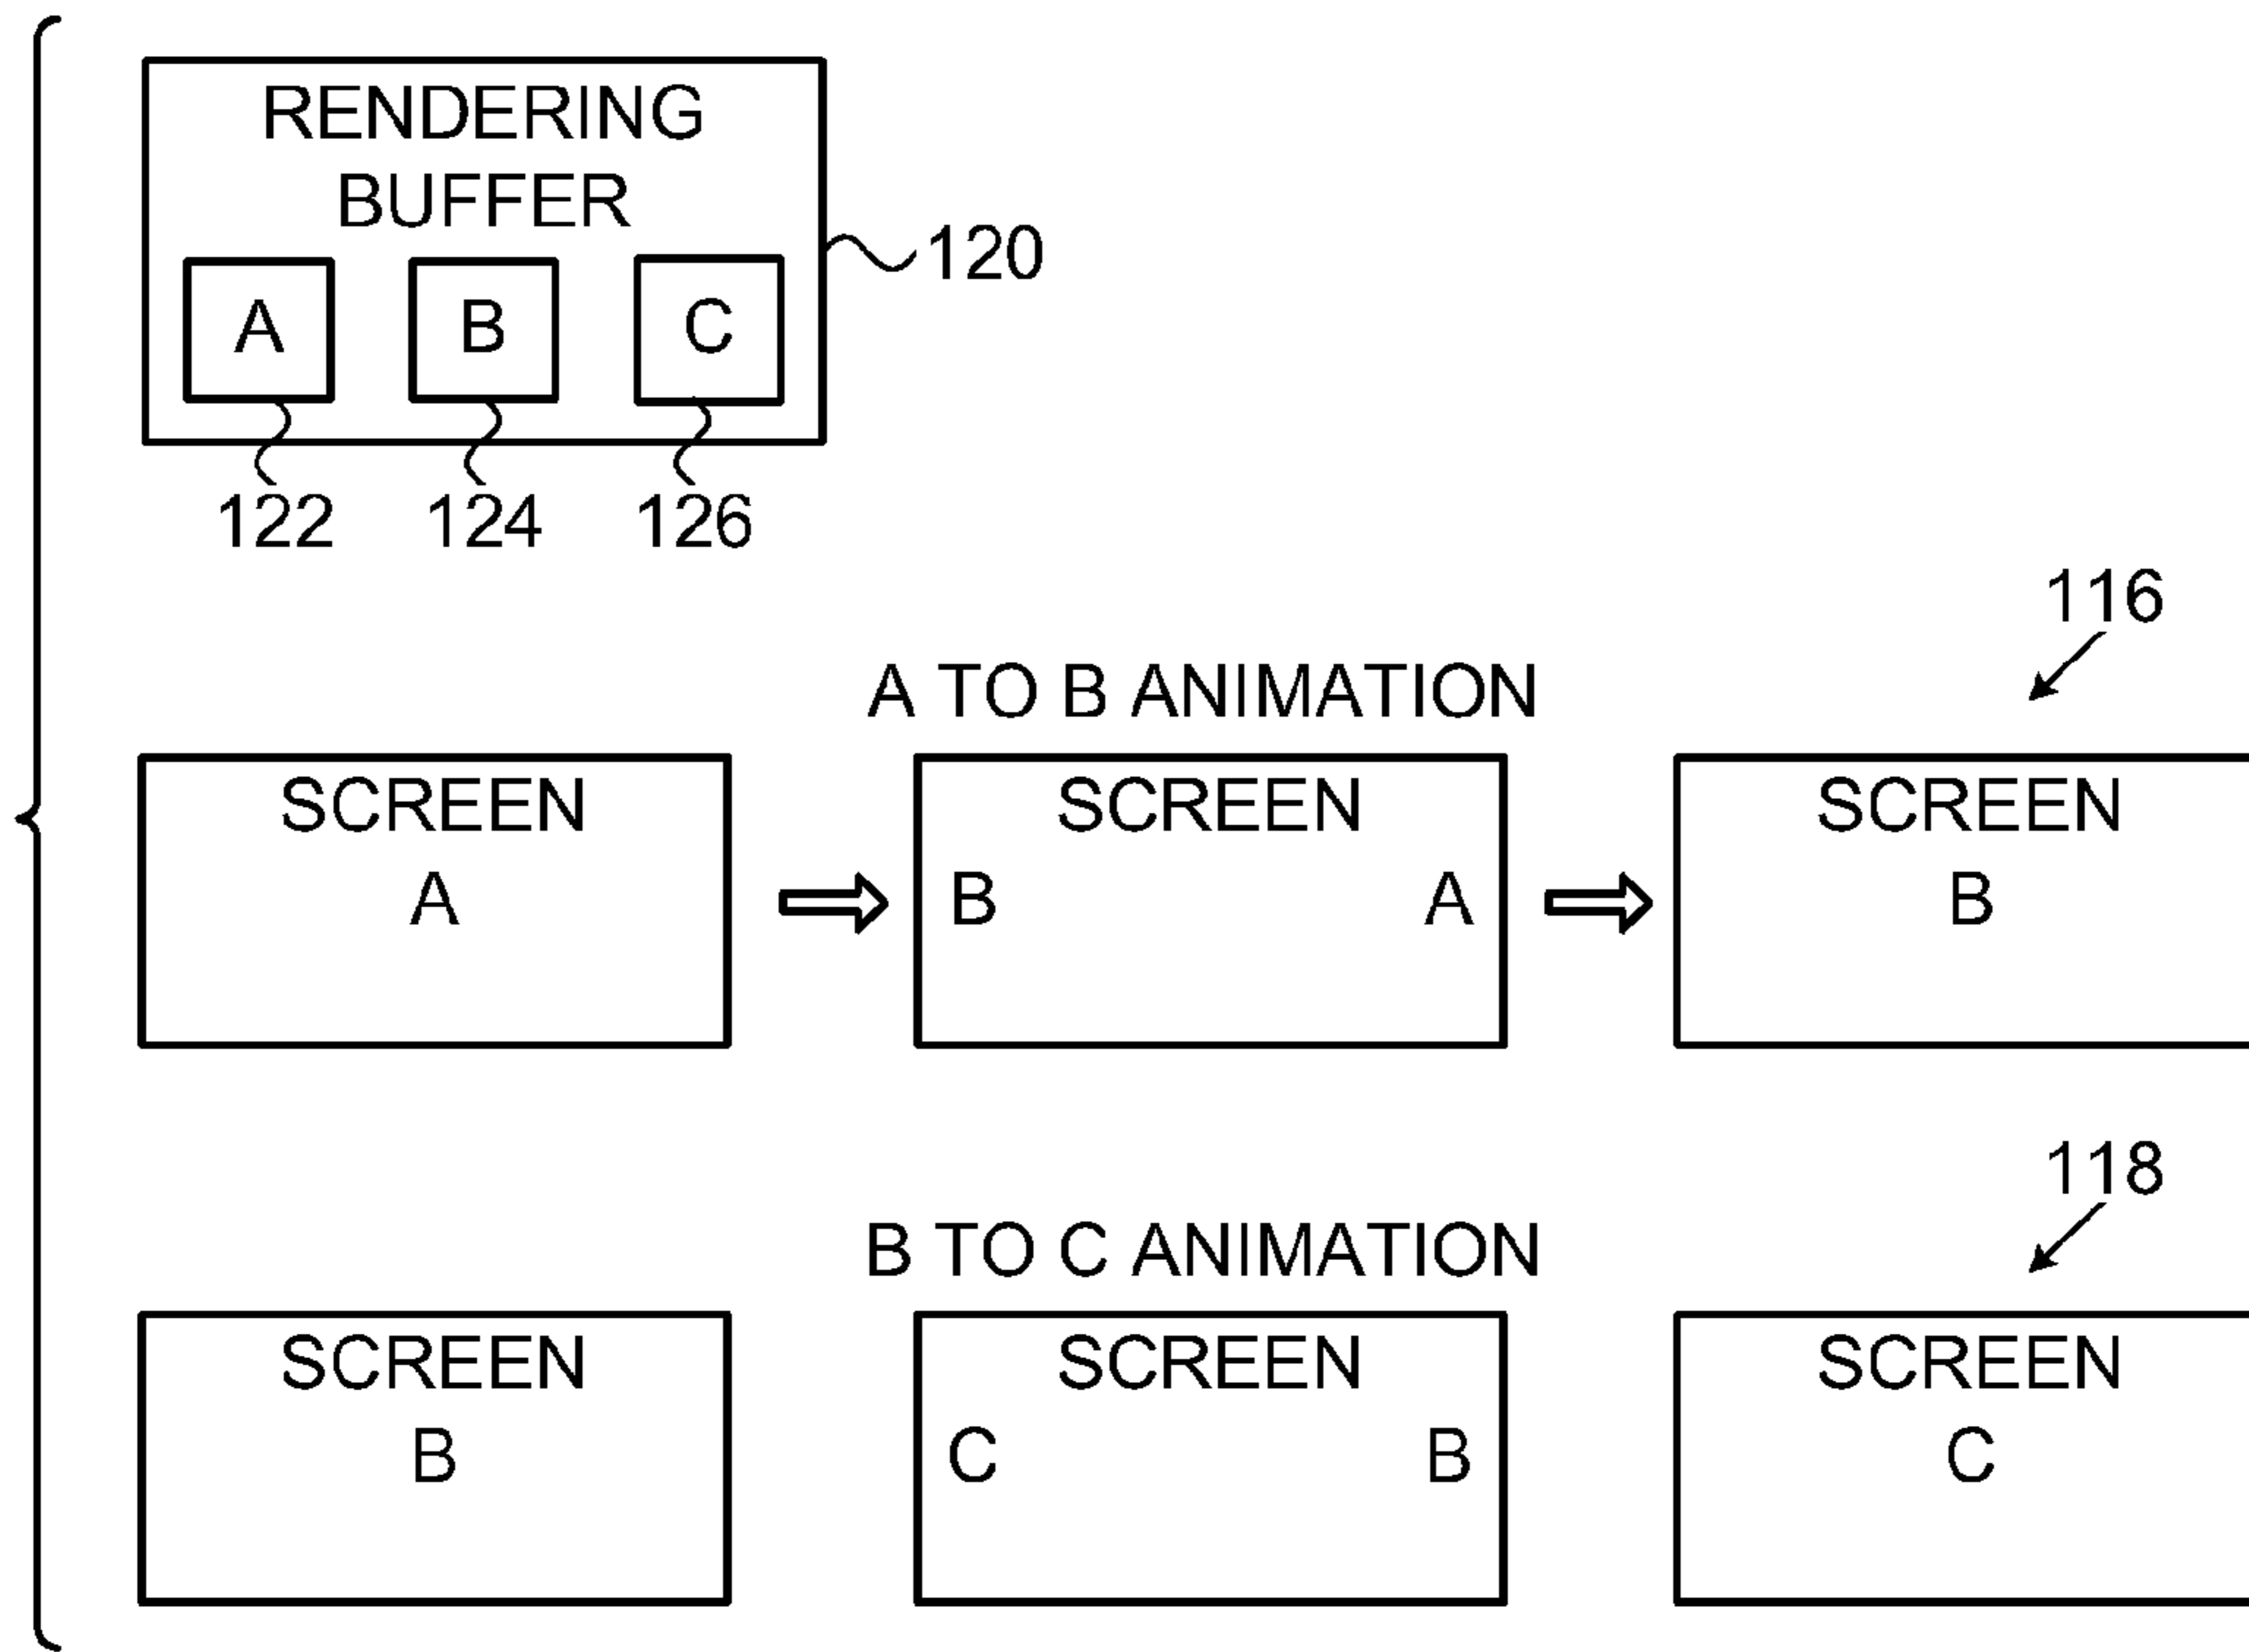 RENDERING
BUFFER
A B C
120
122 124 126
116
A TO B ANIMATION
SCREEN SCREEN SCREEN
A B A B
118
B TO C ANIMATION
SCREEN SCREEN SCREEN
B C B C